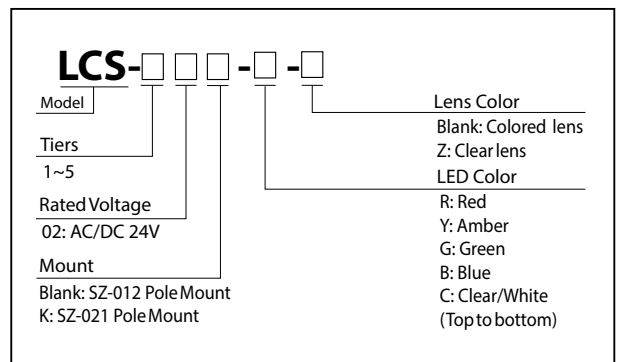 LCS-□□□-□-□
Model
Tiers
1~5
Rated Voltage
02: AC/DC 24V
Mount
Blank: SZ-012 Pole Mount
K: SZ-021 Pole Mount
Lens Color
Blank: Colored lens
Z: Clear lens
LED Color
R: Red
Y: Amber
G: Green
B: Blue
C: Clear/White
(Top to bottom)